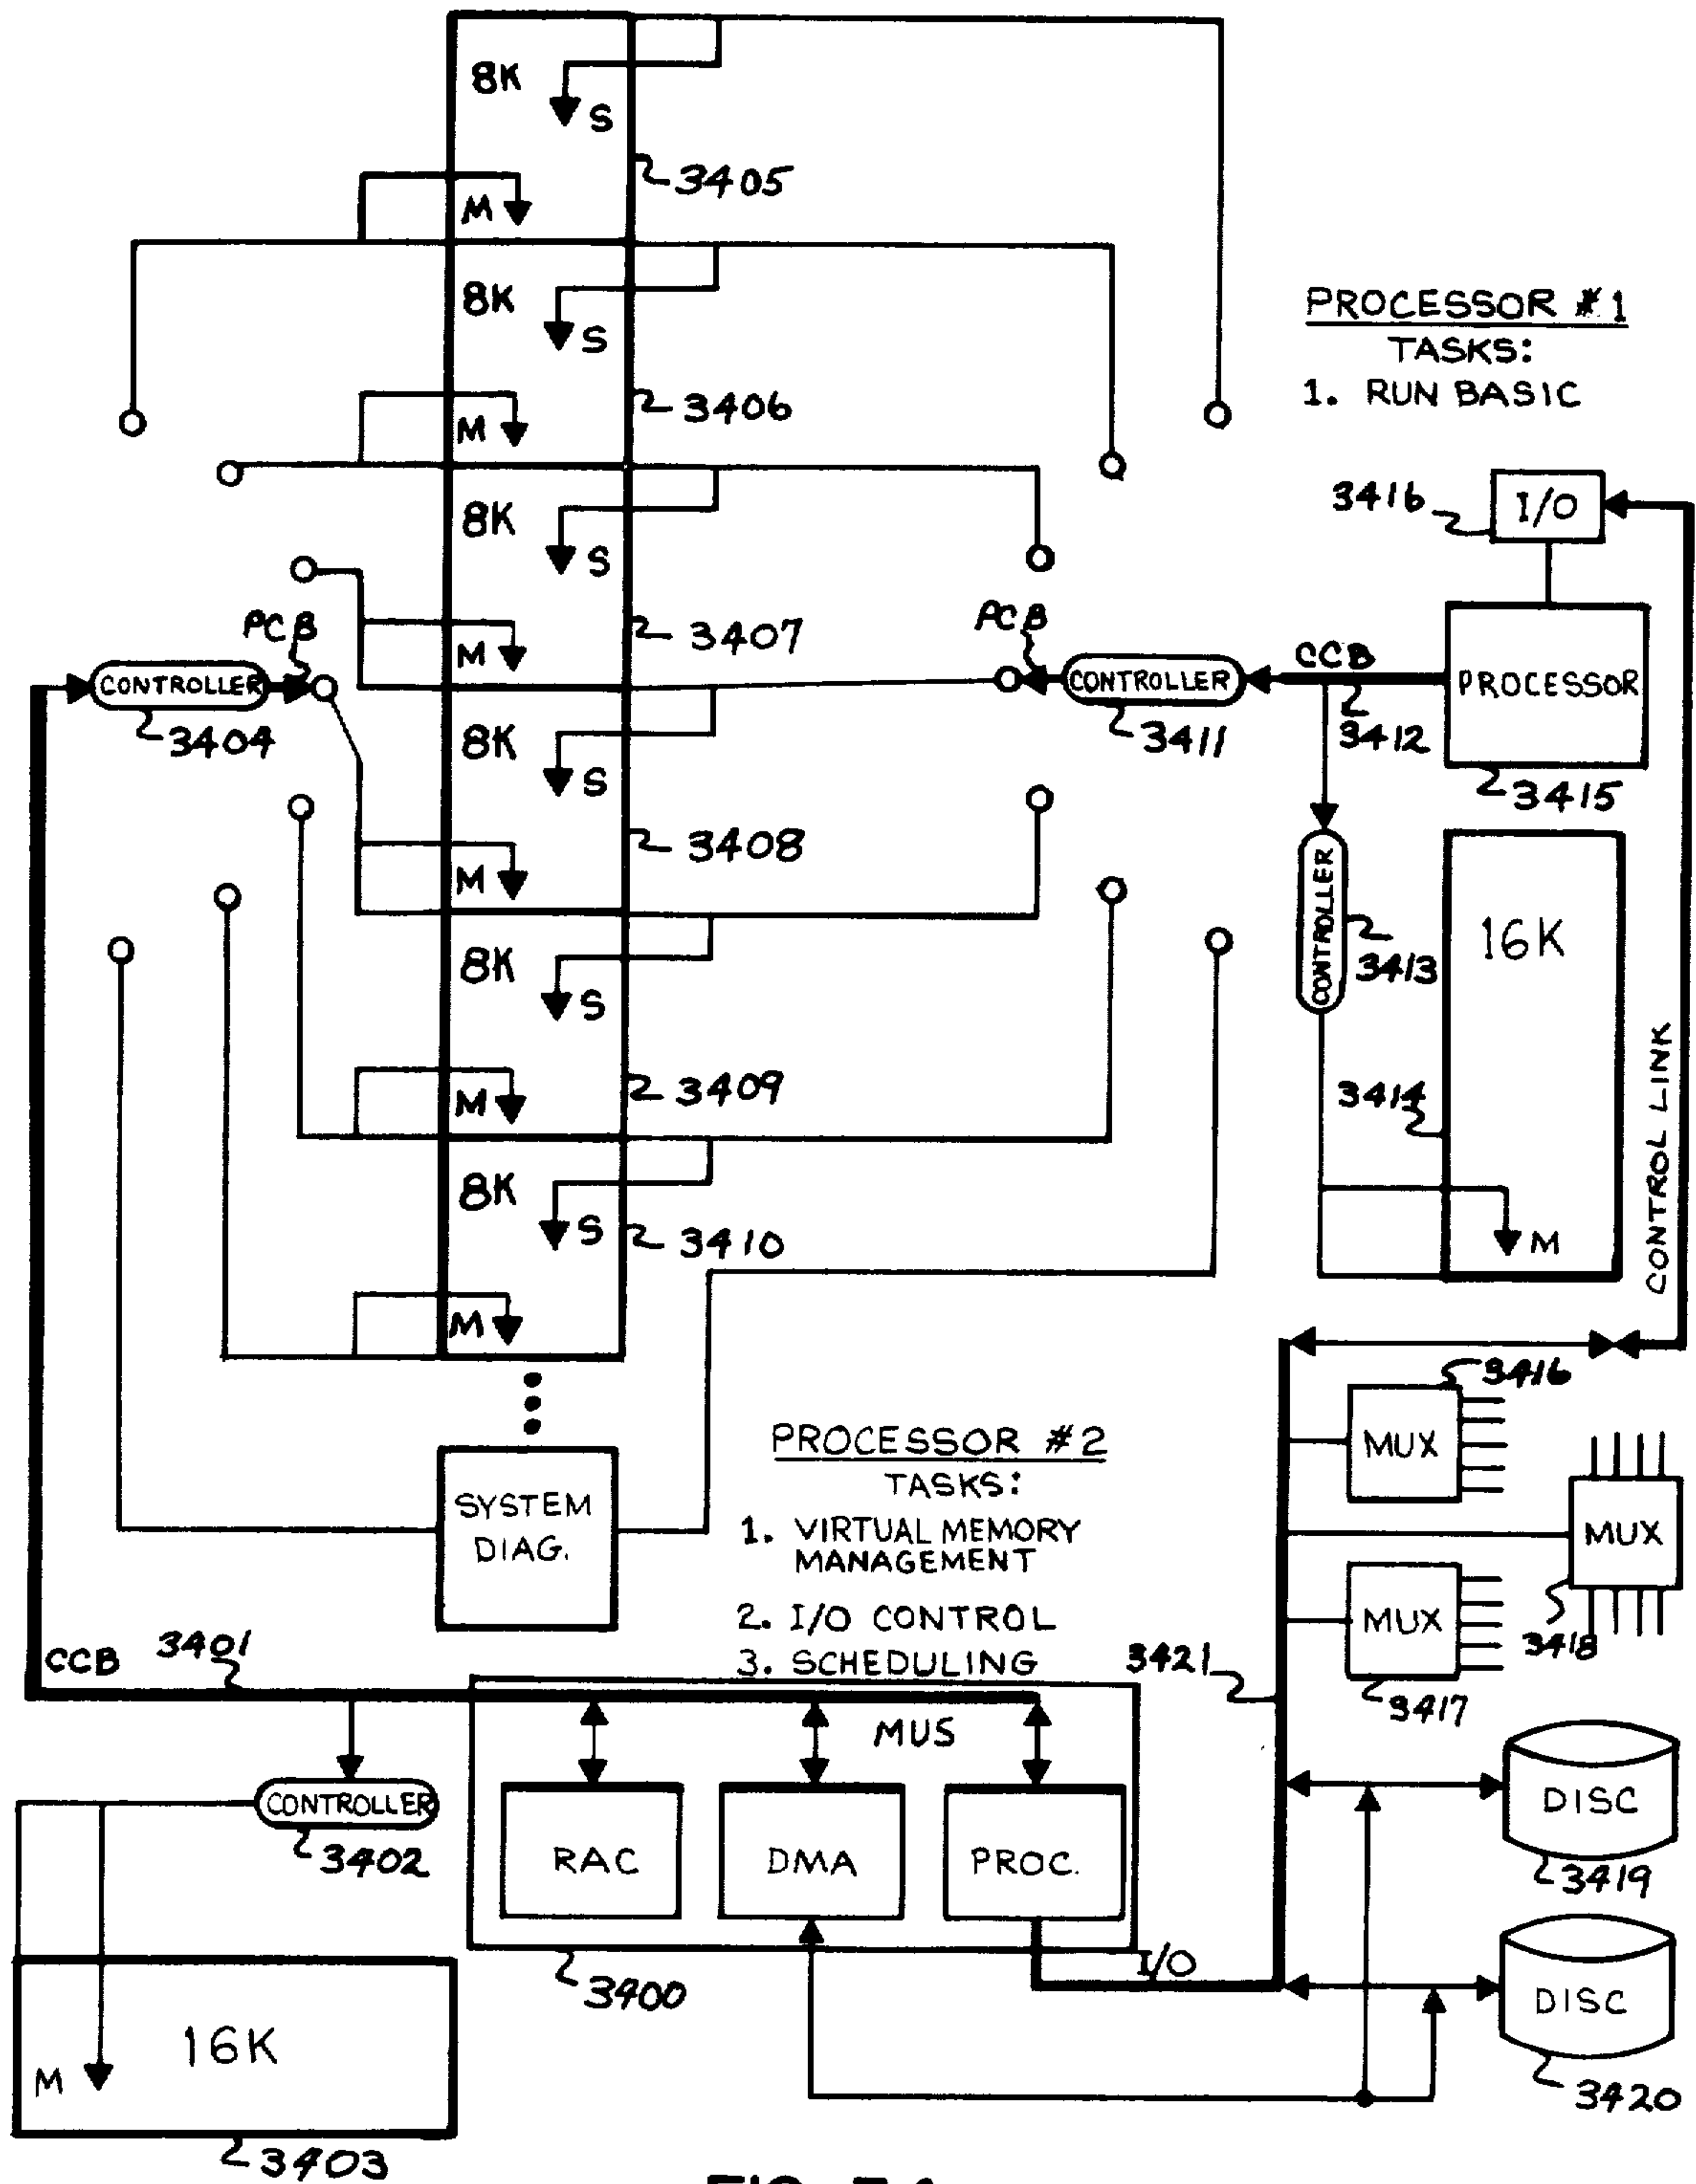 8K
S
3405
M
8K
S
PROCESSOR #1
TASKS:
1. RUN BASIC
3406
M
8K
S
3416
I/O
PCB
M
3407
PCB
CCB
CONTROLLER
CONTROLLER
PROCESSOR
3404
8K
S
3411
3412
3415
M
3408
CONTROLLER
16K
8K
S
3413
M
3409
3414
CONTROL LINK
8K
S
3410
M
M
3416
MUX
PROCESSOR #2
TASKS:
1. VIRTUAL MEMORY
MANAGEMENT
2. I/O CONTROL
3. SCHEDULING
SYSTEM
DIAG.
MUX
MUX
3418
3417
CCB
3401
3421
MUS
CONTROLLER
3402
RAC
DMA
PROC.
DISC
3419
3400
I/O
DISC
3420
16K
M
3403